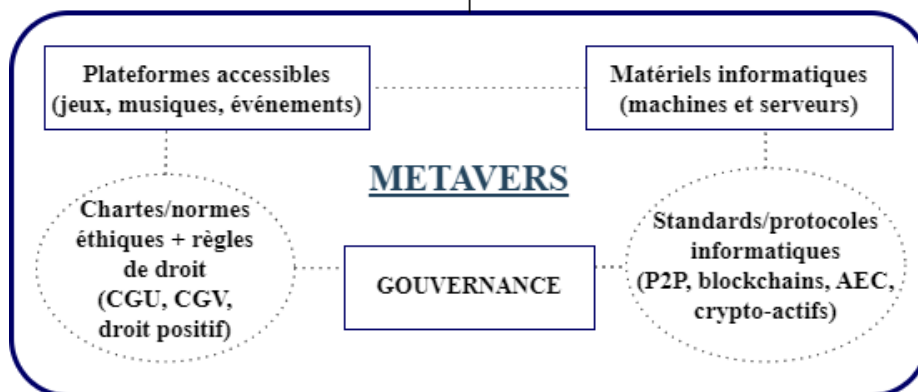 Plateformes accessibles
(jeux, musiques, événements)
Matériels informatiques
(machines et serveurs)
METAVERS
Chartes/normes
éthiques + règles
de droit
(CGU, CGV,
droit positif)
GOUVERNANCE
Standards/protocoles
informatiques
(P2P, blockchains, AEC,
crypto-actifs)